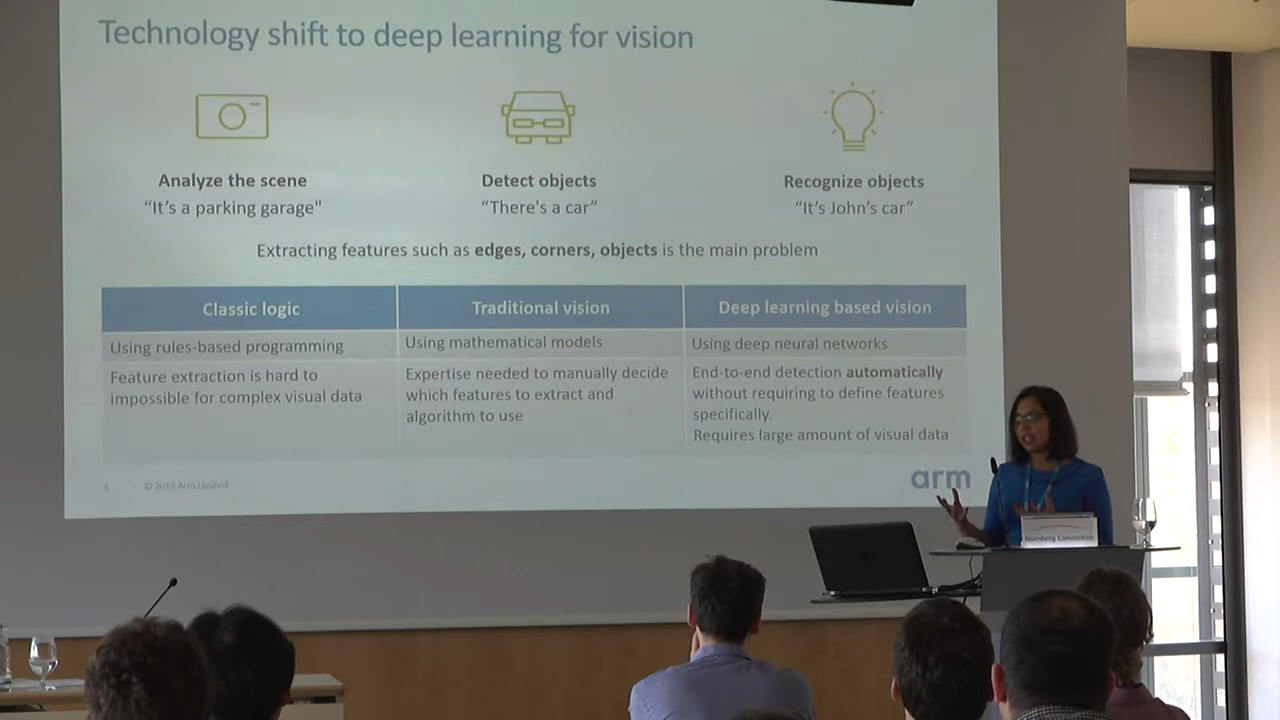 Technology shift to deep learning for vision
Analyze the scene
“It’s a parking garage"
Detect objects
“There's a car”
Recognize objects
“It’s John’s car”
Extracting features such as edges, corners, objects is the main problem
Classic logic
Traditional vision
Deep learning based vision
Using rules-based programming
Using mathematical models
Using deep neural networks
Feature extraction is hard to
impossible for complex visual data
Expertise needed to manually decide
which features to extract and
algorithm to use
End-to-end detection automatically
without requiring to define features
specifically.
Requires large amount of visual data
6
© 2019 Arm Limited
arm
Nürnberg Convention